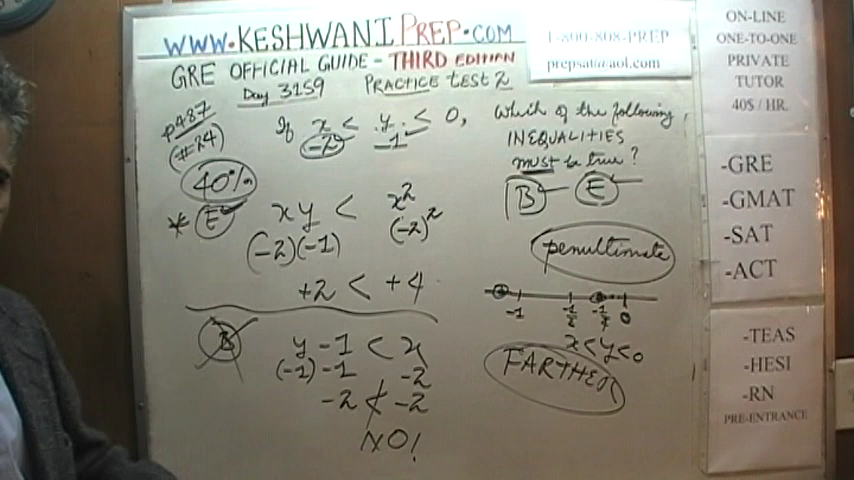 WWW.KESHWANIPREP.COM
GRE OFFICIAL GUIDE - THIRD EDITION
Day 3159 PRACTICE TEST 2
1-800-808-PREP
prepsat@aol.com
p487
(#24)
40%
If x < y < 0, which of the following
-2 -1
INEQUALITIES
must be true?
B E
* E
xy < x²
(-2)(-1) (-2)²
+2 < +4
penultimate
-1 -1/2 0
x<y<0
FARTHER
B
y - 1 < x
(-1) -1 -2
-2 ≮ -2
NO!
ON-LINE
ONE-TO-ONE
PRIVATE
TUTOR
40$ / HR.
-GRE
-GMAT
-SAT
-ACT
-TEAS
-HESI
-RN
PRE-ENTRANCE